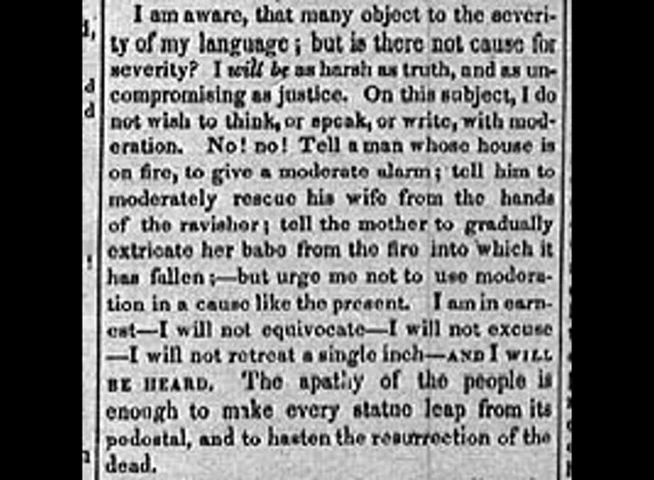 I am aware, that many object to the severi-
ty of my language; but is there not cause for
severity? I will be as harsh as truth, and as un-
compromising as justice. On this subject, I do
not wish to think, or speak, or write, with mod-
eration. No! no! Tell a man whose house is
on fire, to give a moderate alarm; tell him to
moderately rescue his wife from the hands
of the ravisher; tell the mother to gradually
extricate her babe from the fire into which it
has fallen;—but urge me not to use modera-
tion in a cause like the present. I am in earn-
est—I will not equivocate—I will not excuse
—I will not retreat a single inch—AND I WILL
BE HEARD. The apathy of the people is
enough to make every statue leap from its
pedestal, and to hasten the resurrection of the
dead.